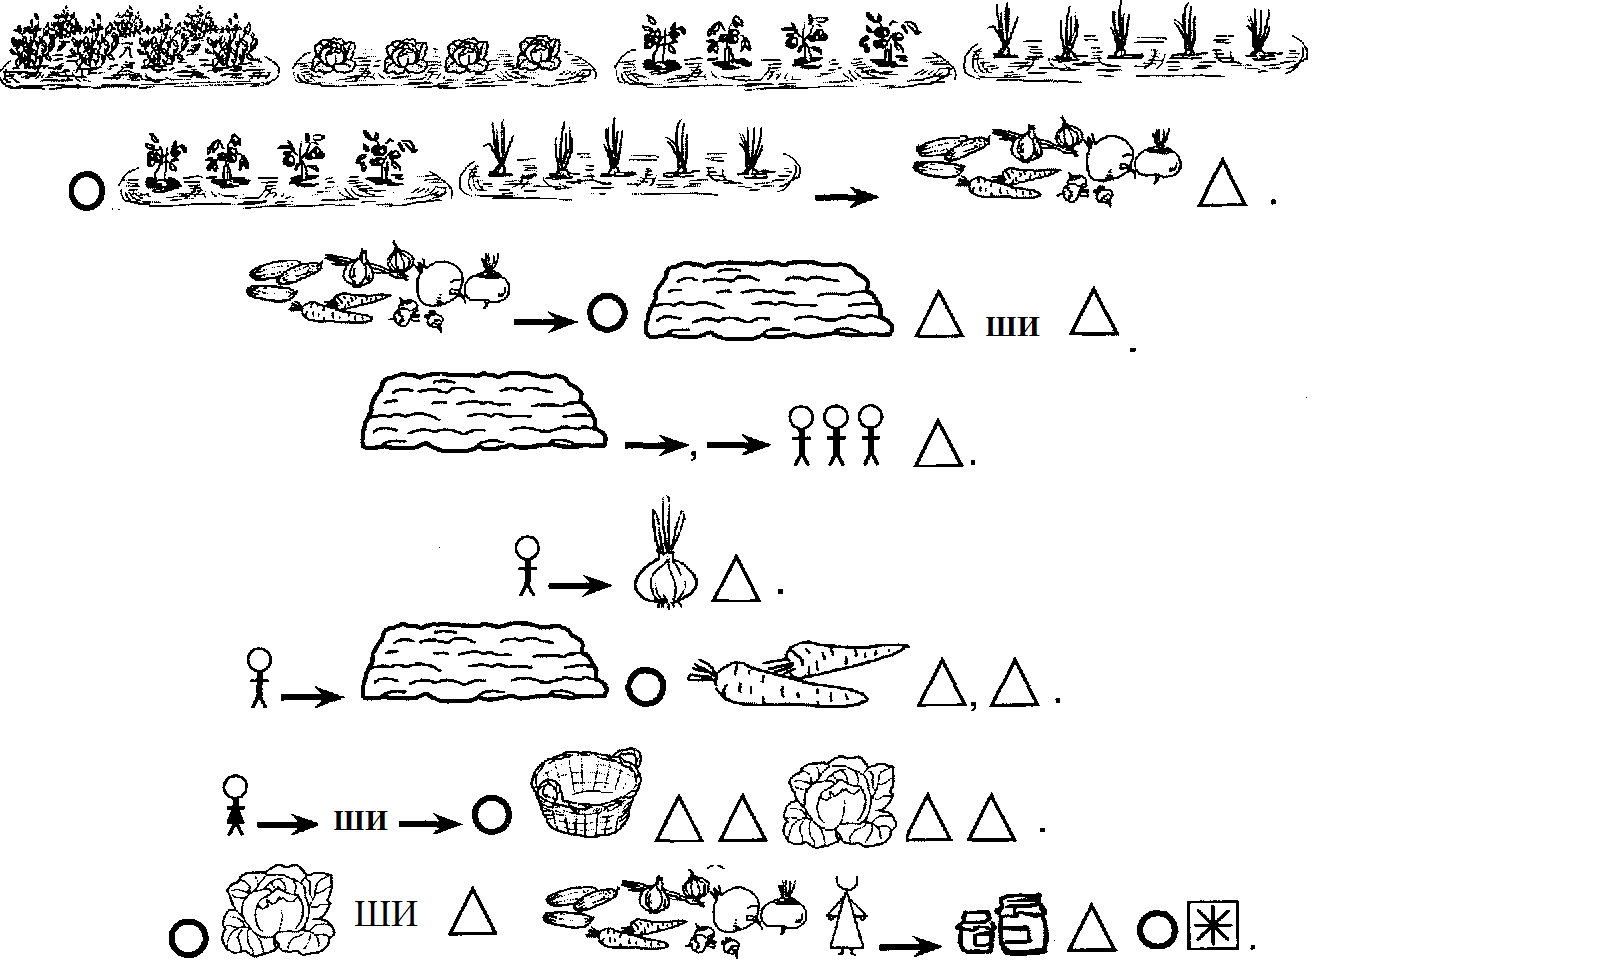 .
ши
.
, .
.
, .
ши .
ШИ .